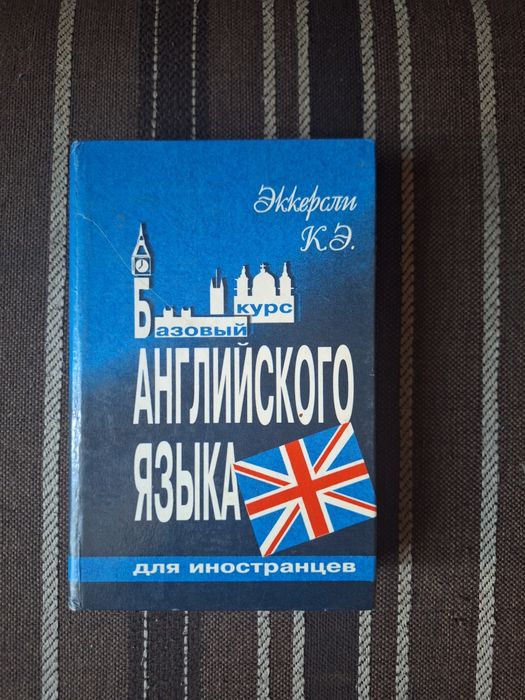 Эккерсли
К.Э.
Базовый
курс
АНГЛИЙСКОГО
ЯЗЫКА
для иностранцев